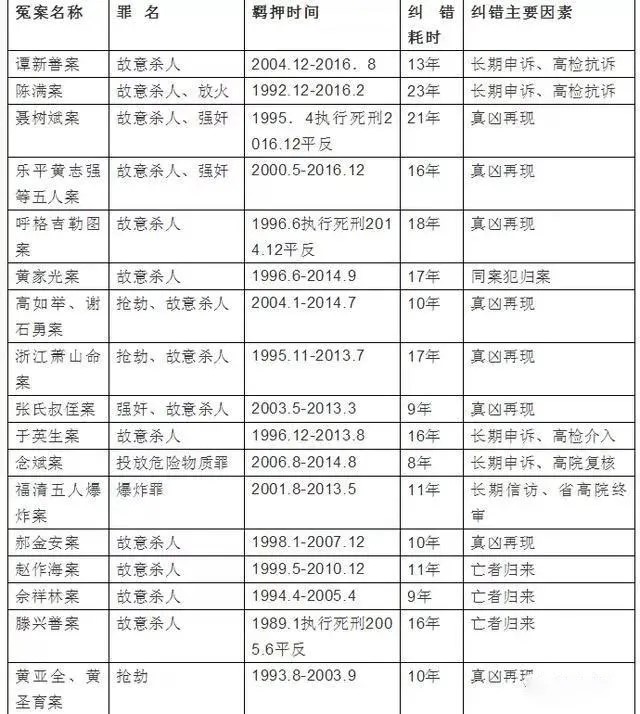 冤案名称 罪 名 羁押时间 纠 错 纠错主要因素
耗时
谭新善案 故意杀人 2004.12-2016．8 13年 长期申诉、高检抗诉
陈满案 故意杀人、放火 1992.12-2016.2 23年 长期申诉、高检抗诉
聂树斌案 故意杀人、强奸 1995．4执行死刑2 21年 真凶再现
016.12平反
乐平黄志强 故意杀人、强奸 2000.5-2016.12 16年 真凶再现
等五人案
呼格吉勒图 故意杀人 1996.6执行死刑201 18年 真凶再现
案 4.12平反
黄家光案 故意杀人 1996.6-2014.9 17年 同案犯归案
高如举、谢 抢劫、故意杀人 2004.1-2014.7 10年 真凶再现
石勇案
浙江萧山命 抢劫、故意杀人 1995.11-2013.7 17年 真凶再现
案
张氏叔侄案 强奸、故意杀人 2003.5-2013.3 9年 真凶再现
于英生案 故意杀人 1996.12-2013.8 16年 长期申诉、高检介入
念斌案 投放危险物质罪 2006.8-2014.8 8年 长期申诉、高院复核
福清五人爆 爆炸罪 2001.8-2013.5 11年 长期信访、省高院终
炸案 审
郝金安案 故意杀人 1998.1-2007.12 10年 真凶再现
赵作海案 故意杀人 1999.5-2010.12 11年 亡者归来
佘祥林案 故意杀人 1994.4-2005.4 9年 亡者归来
滕兴善案 故意杀人 1989.1执行死刑200 16年 亡者归来
5.6平反
黄亚全、黄 抢劫 1993.8-2003.9 10年 真凶再现
圣育案